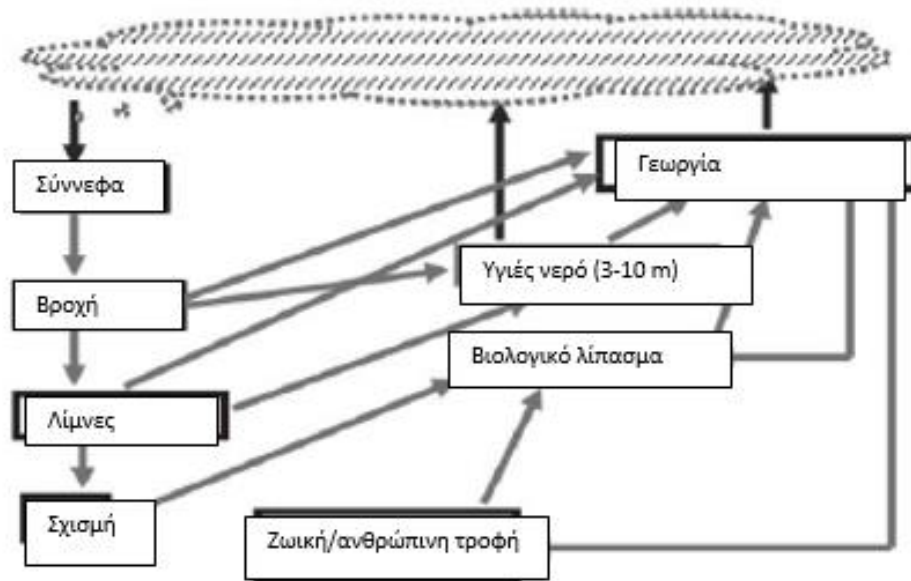 Σύννεφα
Γεωργία
Βροχή
Υγιές νερό (3-10 m)
Βιολογικό λίπασμα
Λίμνες
Σχισμή
Ζωική/ανθρώπινη τροφή